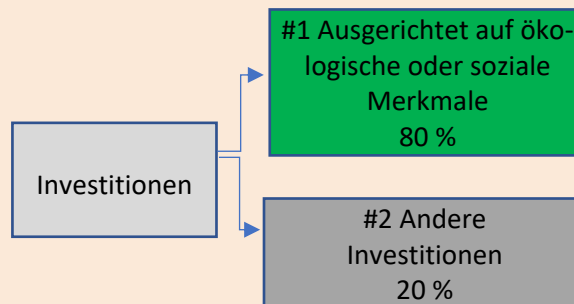 #1 Ausgerichtet auf öko-
logische oder soziale
Merkmale
80 %
Investitionen
#2 Andere
Investitionen
20 %